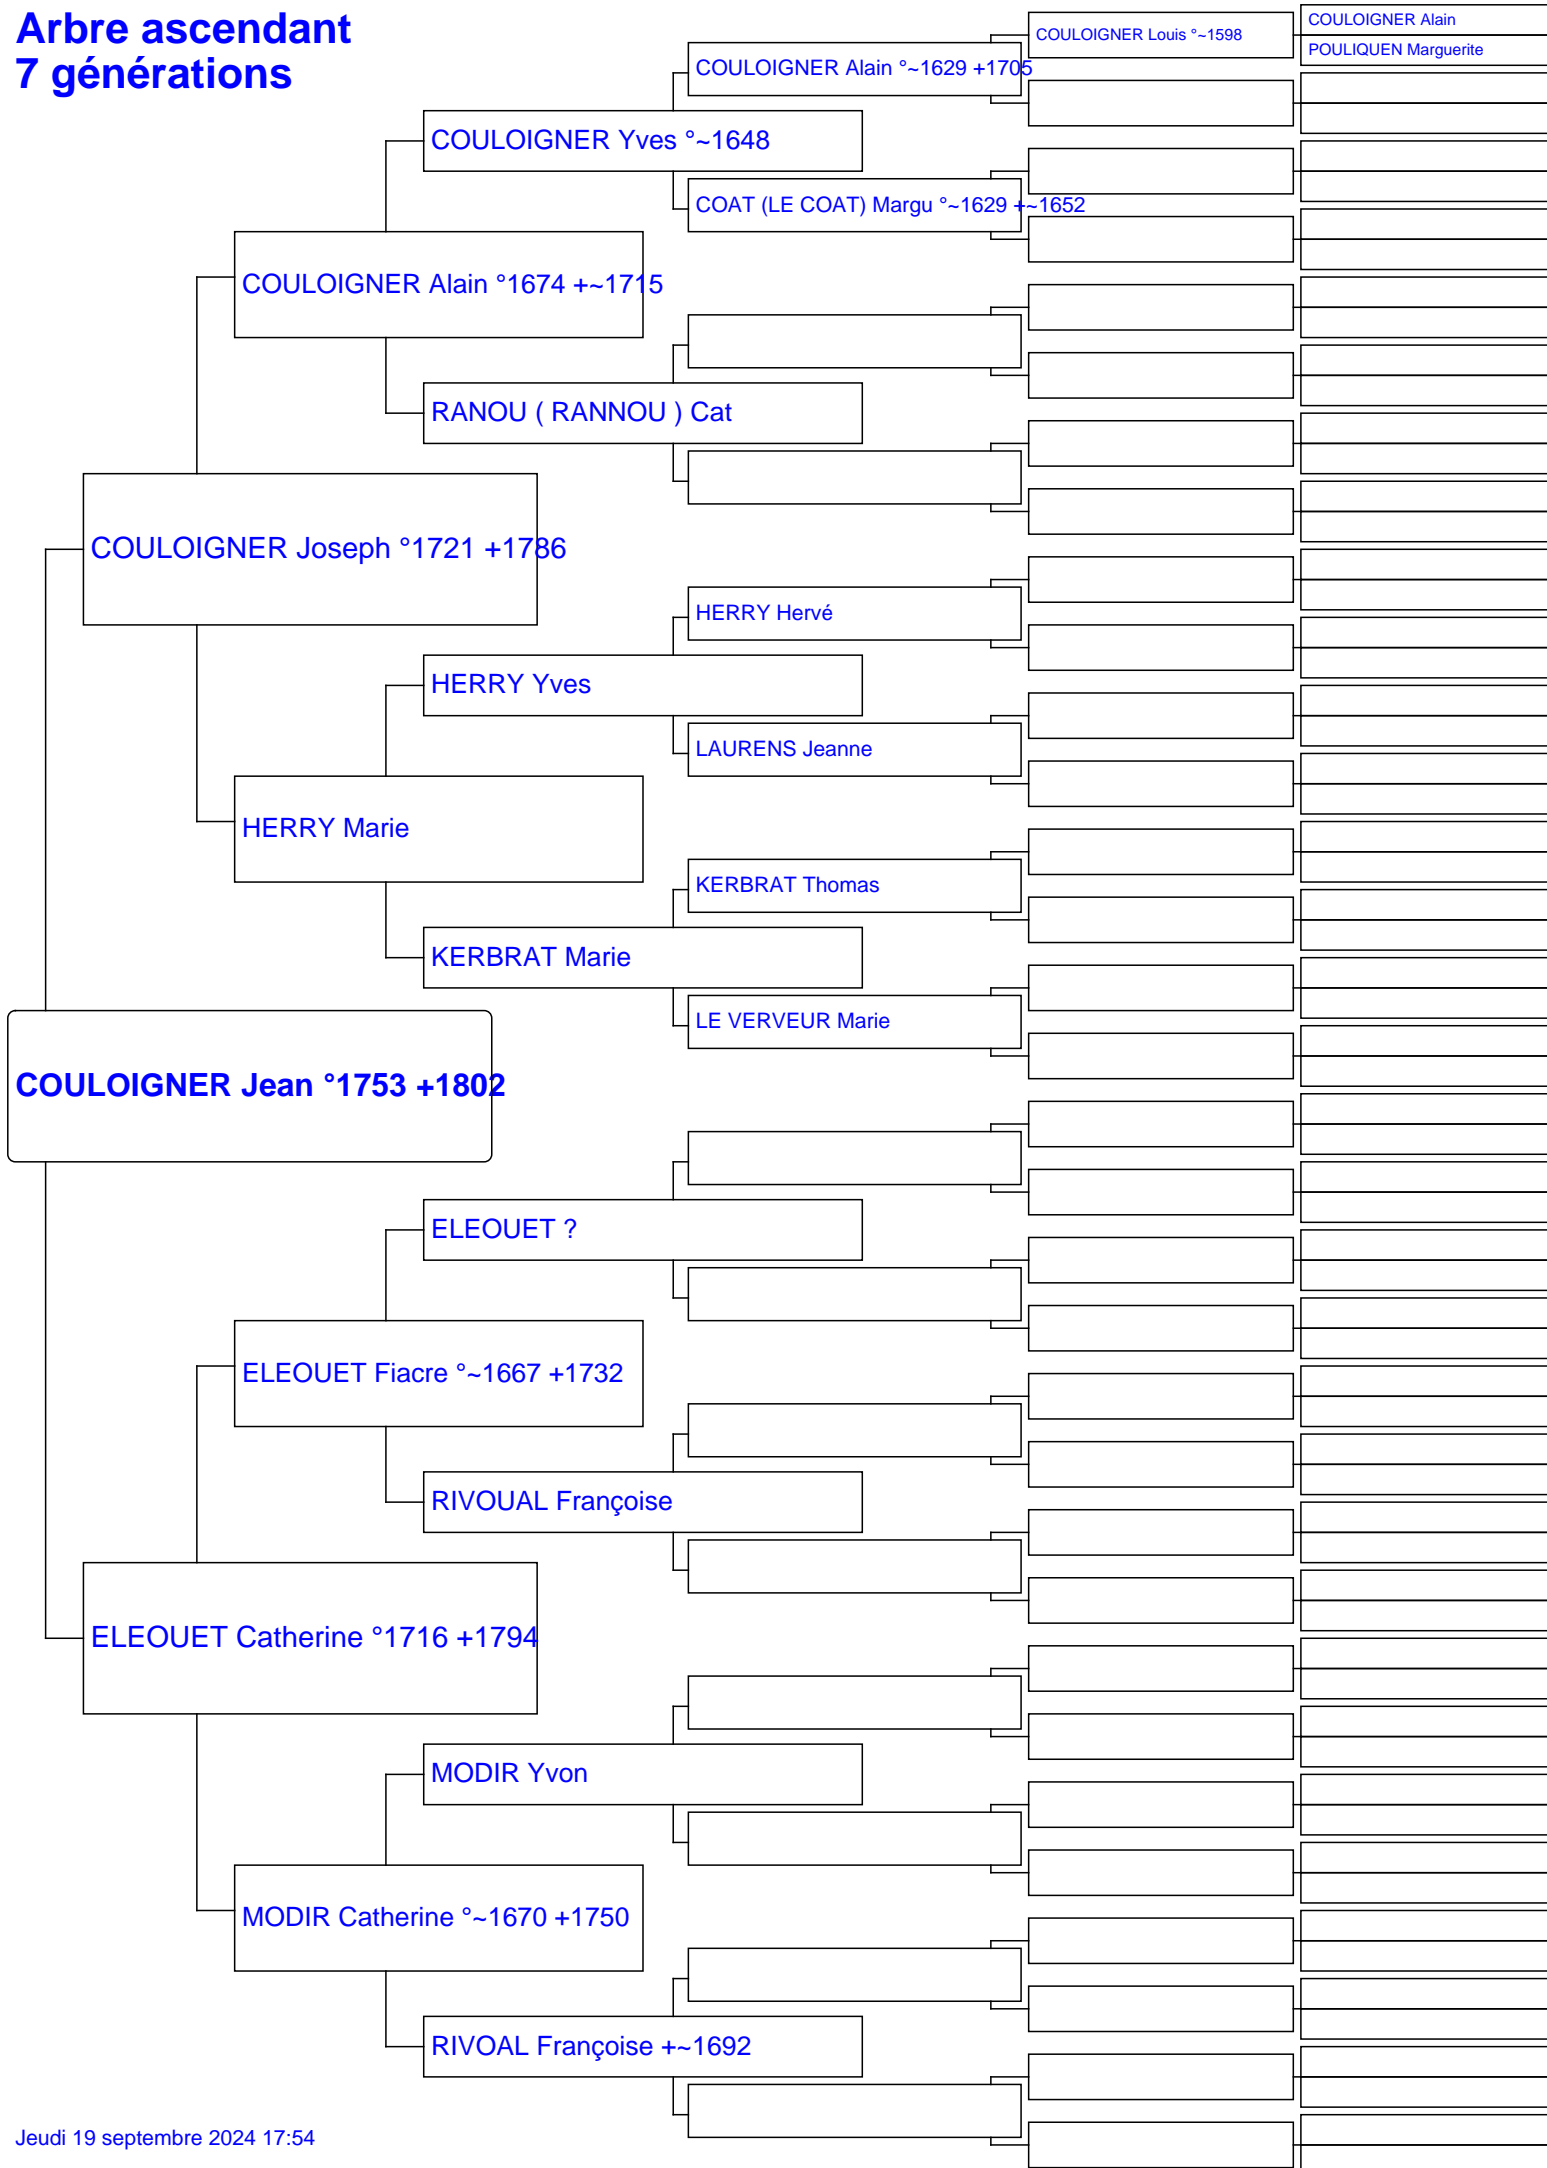 Arbre ascendant
7 générations
COULOIGNER Louis °~1598
COULOIGNER Alain
POULIQUEN Marguerite
COULOIGNER Alain °~1629 +1705
COULOIGNER Yves °~1648
COAT (LE COAT) Margu °~1629 +~1652
COULOIGNER Alain °1674 +~1715
RANOU ( RANNOU ) Cat
COULOIGNER Joseph °1721 +1786
HERRY Hervé
HERRY Yves
LAURENS Jeanne
HERRY Marie
KERBRAT Thomas
KERBRAT Marie
LE VERVEUR Marie
COULOIGNER Jean °1753 +1802
ELEOUET ?
ELEOUET Fiacre °~1667 +1732
RIVOUAL Françoise
ELEOUET Catherine °1716 +1794
MODIR Yvon
MODIR Catherine °~1670 +1750
RIVOAL Françoise +~1692
Jeudi 19 septembre 2024 17:54